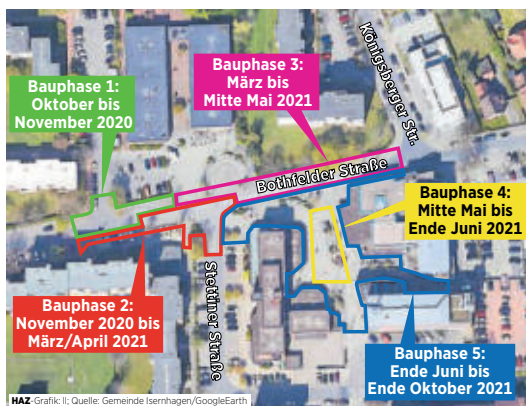 Bauphase 1:
Oktober bis
November 2020
Bauphase 3:
März bis
Mitte Mai 2021
Königsberger Str.
Bothfelder Straße
Bauphase 4:
Mitte Mai bis
Ende Juni 2021
Bauphase 2:
November 2020 bis
März/April 2021
Stettiner Straße
Bauphase 5:
Ende Juni bis
Ende Oktober 2021
HAZ-Grafik: II; Quelle: Gemeinde Isernhagen/GoogleEarth